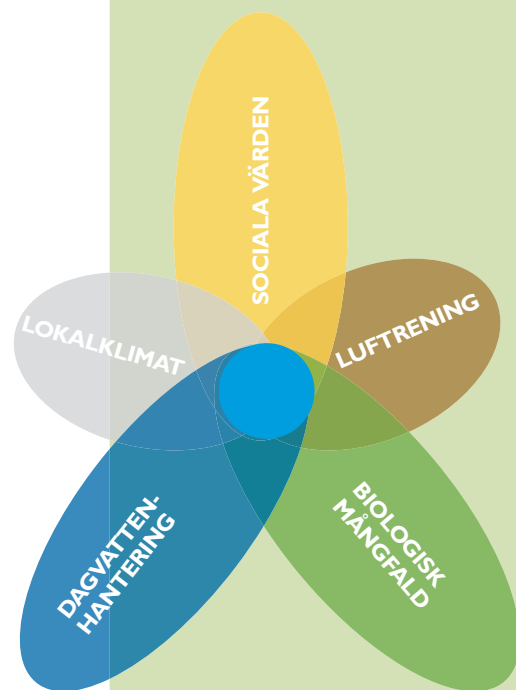 SOCIALA VÄRDEN
LOKALKLIMAT
LUFTRENING
DAGVATTEN-
HANTERING
BIOLOGISK
MÅNGFALD